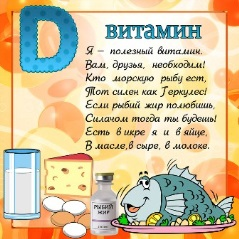 D
ВИТАМИН
Я – полезный витамин.
Вам, друзья, необходим!
Кто морскую рыбу ест,
Тот силен как Геркулес!
Если рыбий жир полюбишь,
Силачом тогда ты будешь!
Есть в икре я и в яйце,
В масле, в сыре, в молоке.
РЫБИЙ
ЖИР